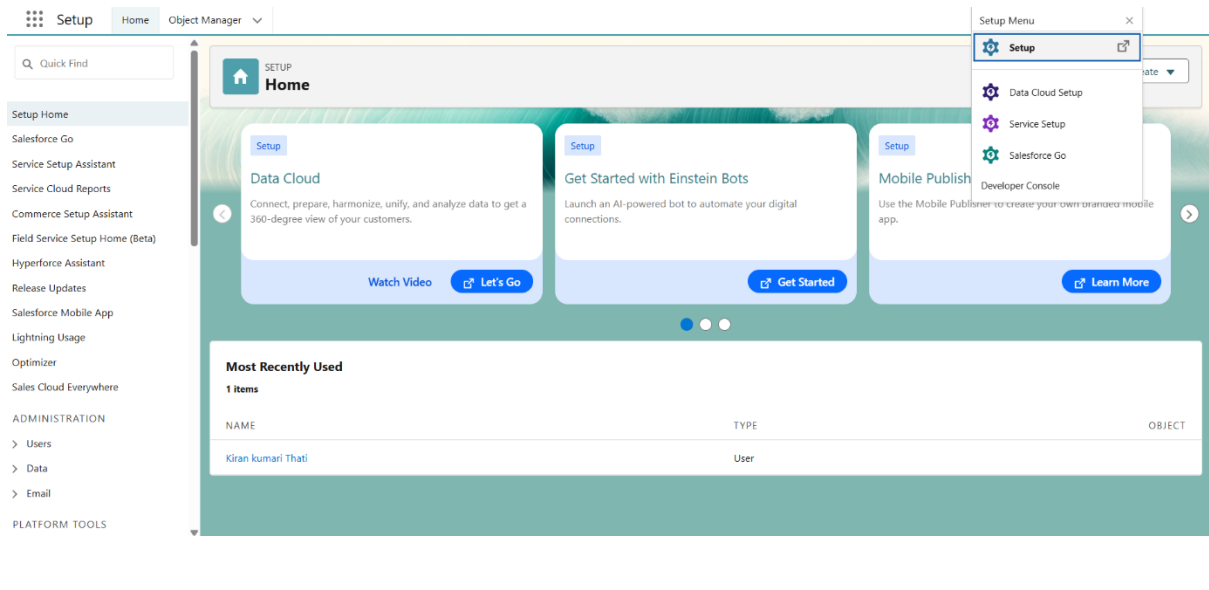 Setup
Home
Object Manager
Setup Menu
Setup
Data Cloud Setup
Service Setup
Salesforce Go
Developer Console
Quick Find
Setup Home
Salesforce Go
Service Setup Assistant
Service Cloud Reports
Commerce Setup Assistant
Field Service Setup Home (Beta)
Hyperforce Assistant
Release Updates
Salesforce Mobile App
Lightning Usage
Optimizer
Sales Cloud Everywhere
ADMINISTRATION
Users
Data
Email
PLATFORM TOOLS
SETUP
Home
Setup
Data Cloud
Connect, prepare, harmonize, unify, and analyze data to get a
360-degree view of your customers.
Watch Video
Let's Go
Setup
Get Started with Einstein Bots
Launch an AI-powered bot to automate your digital
connections.
Get Started
Setup
Mobile Publish
Use the Mobile Publisher to create your own branded mobile
app.
Learn More
Most Recently Used
1 items
NAME TYPE OBJECT
Kiran kumari Thati User